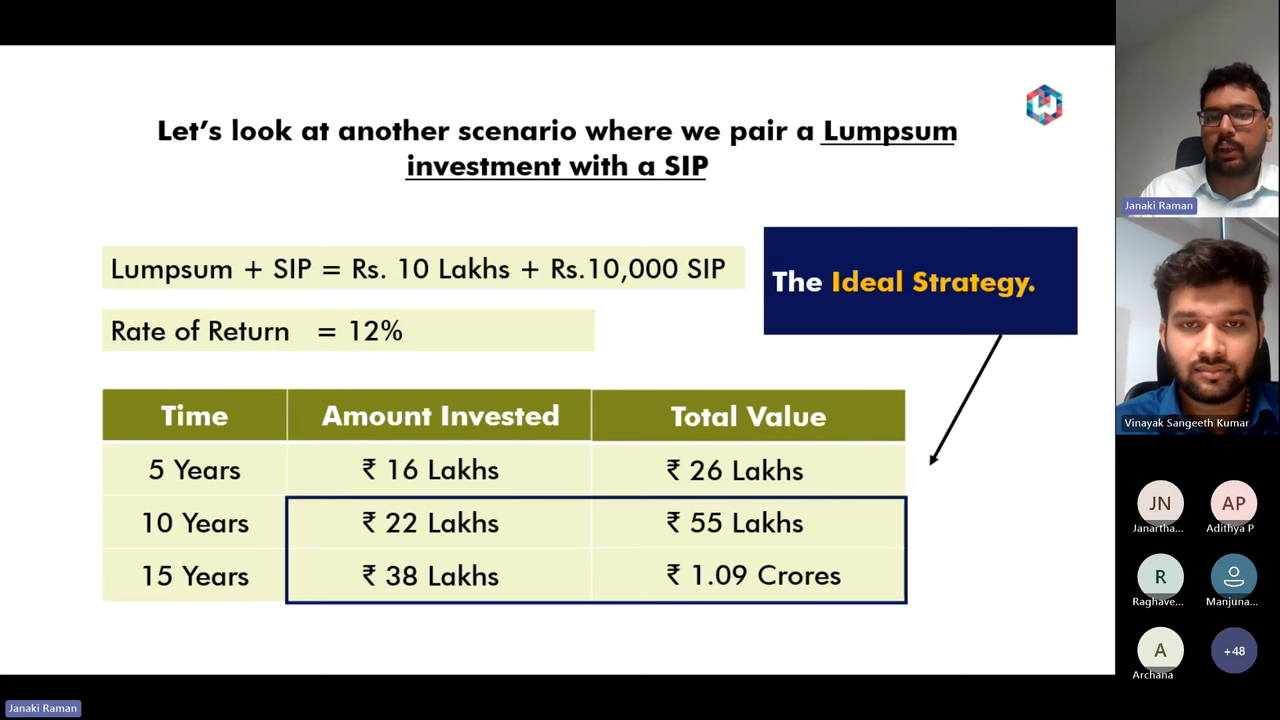 Let's look at another scenario where we pair a Lumpsum
investment with a SIP
Lumpsum + SIP = Rs. 10 Lakhs + Rs.10,000 SIP
The Ideal Strategy.
Rate of Return = 12%
Time Amount Invested Total Value
5 Years ₹ 16 Lakhs ₹ 26 Lakhs
10 Years ₹ 22 Lakhs ₹ 55 Lakhs
15 Years ₹ 38 Lakhs ₹ 1.09 Crores
Janaki Raman
Vinayak Sangeeth Kumar
JN AP
Janartha... Adithya P
R
Raghave... Manjuna...
A +48
Archana
Janaki Raman